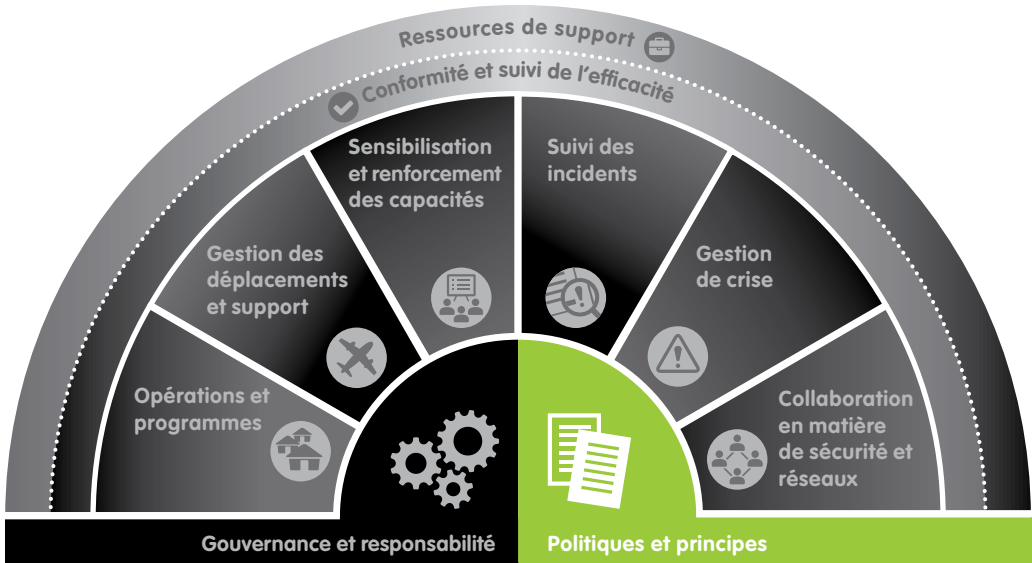 Ressources de support
Conformité et suivi de l'efficacité
Sensibilisation
et renforcement
des capacités
Suivi des
incidents
Gestion des
déplacements
et support
Gestion
de crise
Opérations et
programmes
Collaboration
en matière
de sécurité et
réseaux
Gouvernance et responsabilité
Politiques et principes